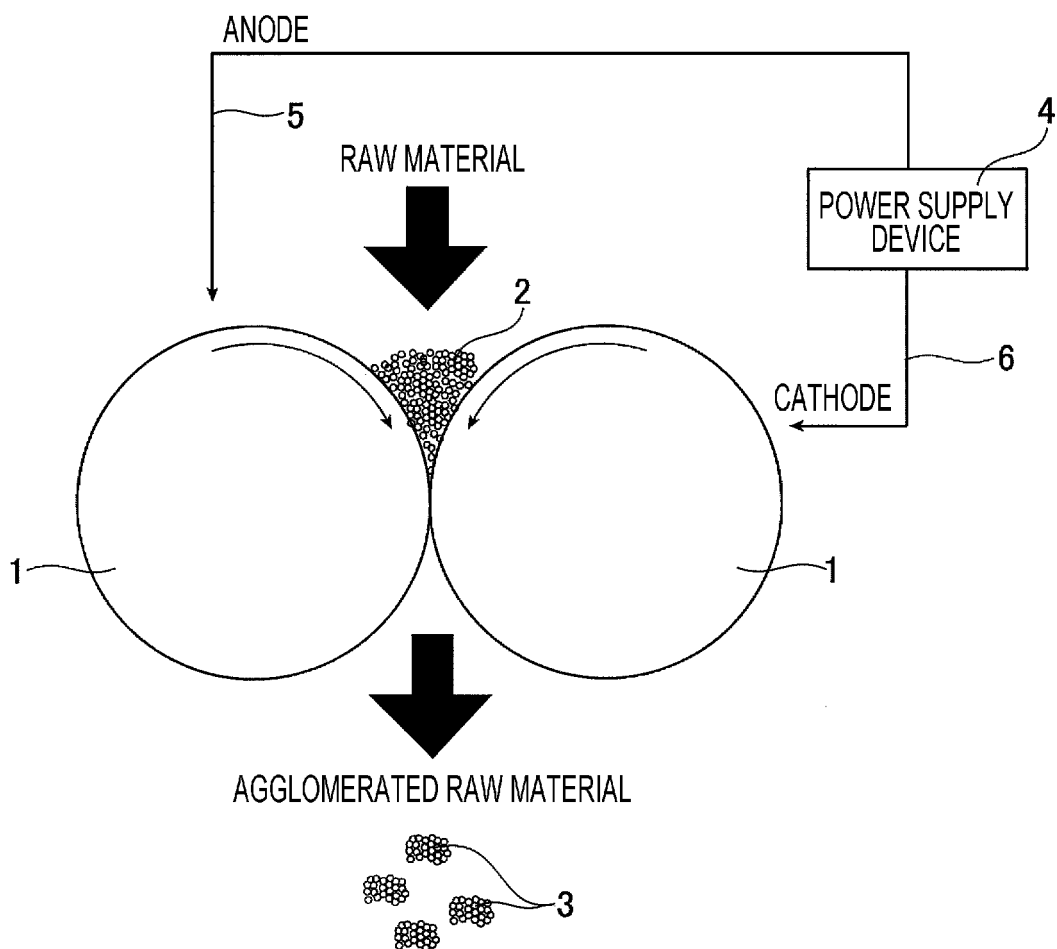 ANODE
5
4
RAW MATERIAL
POWER SUPPLY
DEVICE
2
6
CATHODE
1
1
AGGLOMERATED RAW MATERIAL
3